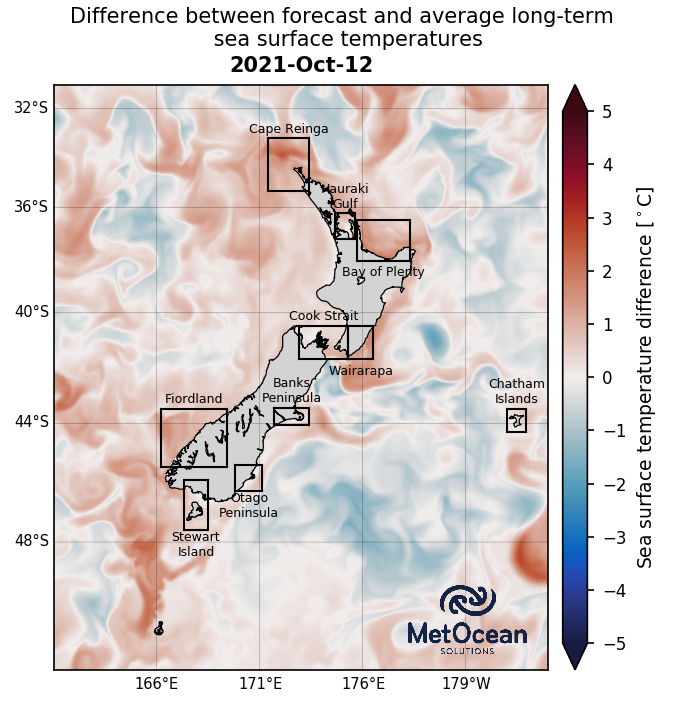 Difference between forecast and average long-term
sea surface temperatures
2021-Oct-12
32°S
36°S
40°S
44°S
48°S
166°E
171°E
176°E
179°W
Cape Reinga
Hauraki
Gulf
Bay of Plenty
Cook Strait
Wairarapa
Banks
Peninsula
Fiordland
Chatham
Islands
Otago
Peninsula
Stewart
Island
MetOcean
SOLUTIONS
5
4
3
2
1
0
−1
−2
−3
−4
−5
Sea surface temperature difference [°C]